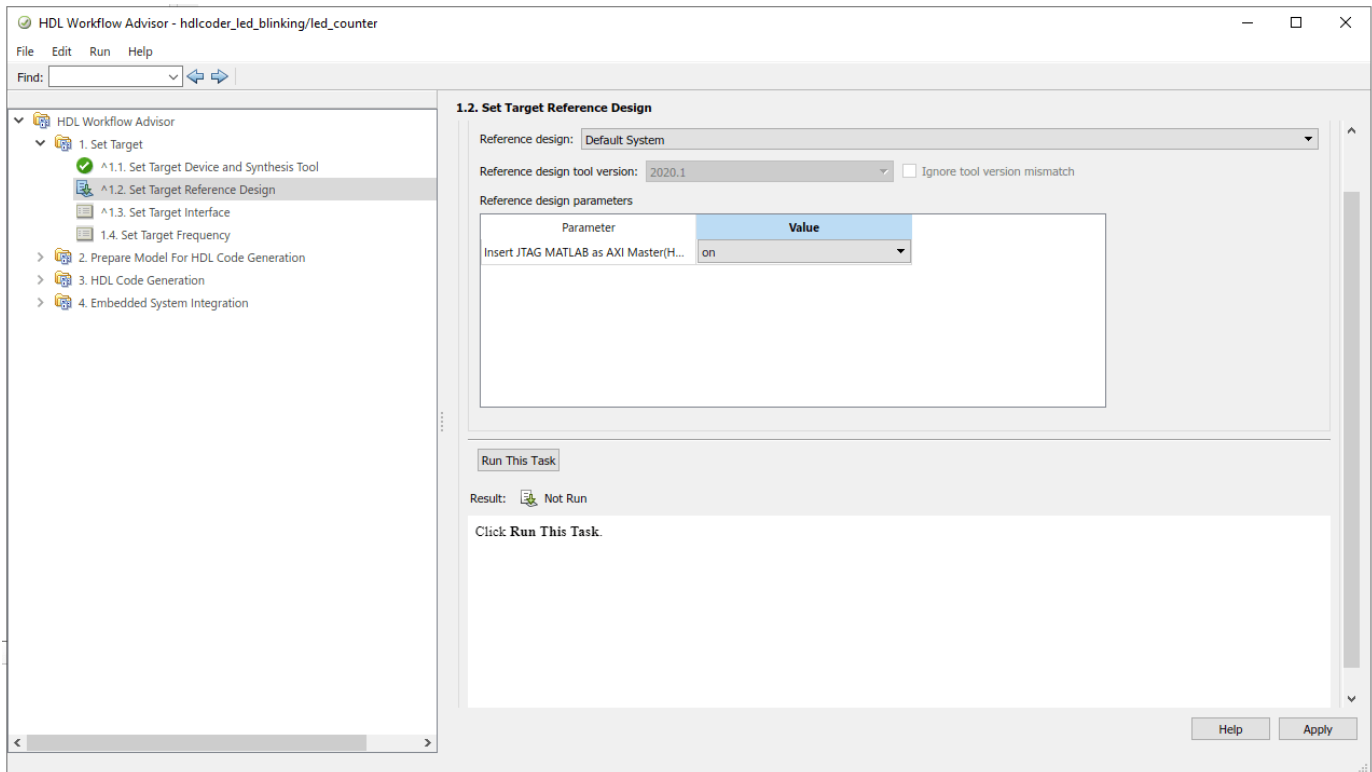 HDL Workflow Advisor - hdlcoder_led_blinking/led_counter
File Edit Run Help
Find:
HDL Workflow Advisor
1. Set Target
^1.1. Set Target Device and Synthesis Tool
^1.2. Set Target Reference Design
^1.3. Set Target Interface
1.4. Set Target Frequency
2. Prepare Model For HDL Code Generation
3. HDL Code Generation
4. Embedded System Integration
1.2. Set Target Reference Design
Reference design: Default System
Reference design tool version: 2020.1 Ignore tool version mismatch
Reference design parameters
Parameter Value
Insert JTAG MATLAB as AXI Master(H... on
Run This Task
Result: Not Run
Click Run This Task.
Help Apply